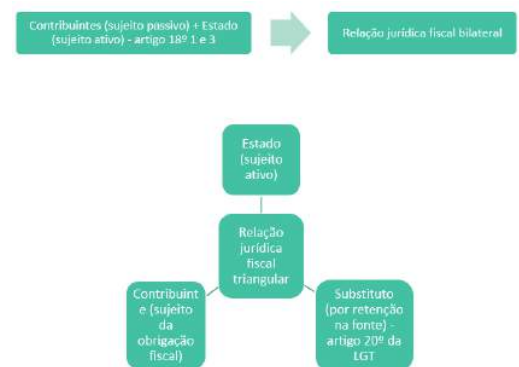 Contribuintes (sujeito passivo) + Estado
(sujeito ativo) - artigo 18º 1 e 3
Relação jurídica fiscal bilateral
Estado
(sujeito
ativo)
Relação
jurídica
fiscal
triangular
Contribuint
e (sujeito
da
obrigação
fiscal)
Substituto
(por retenção
na fonte) -
artigo 20º da
LGT